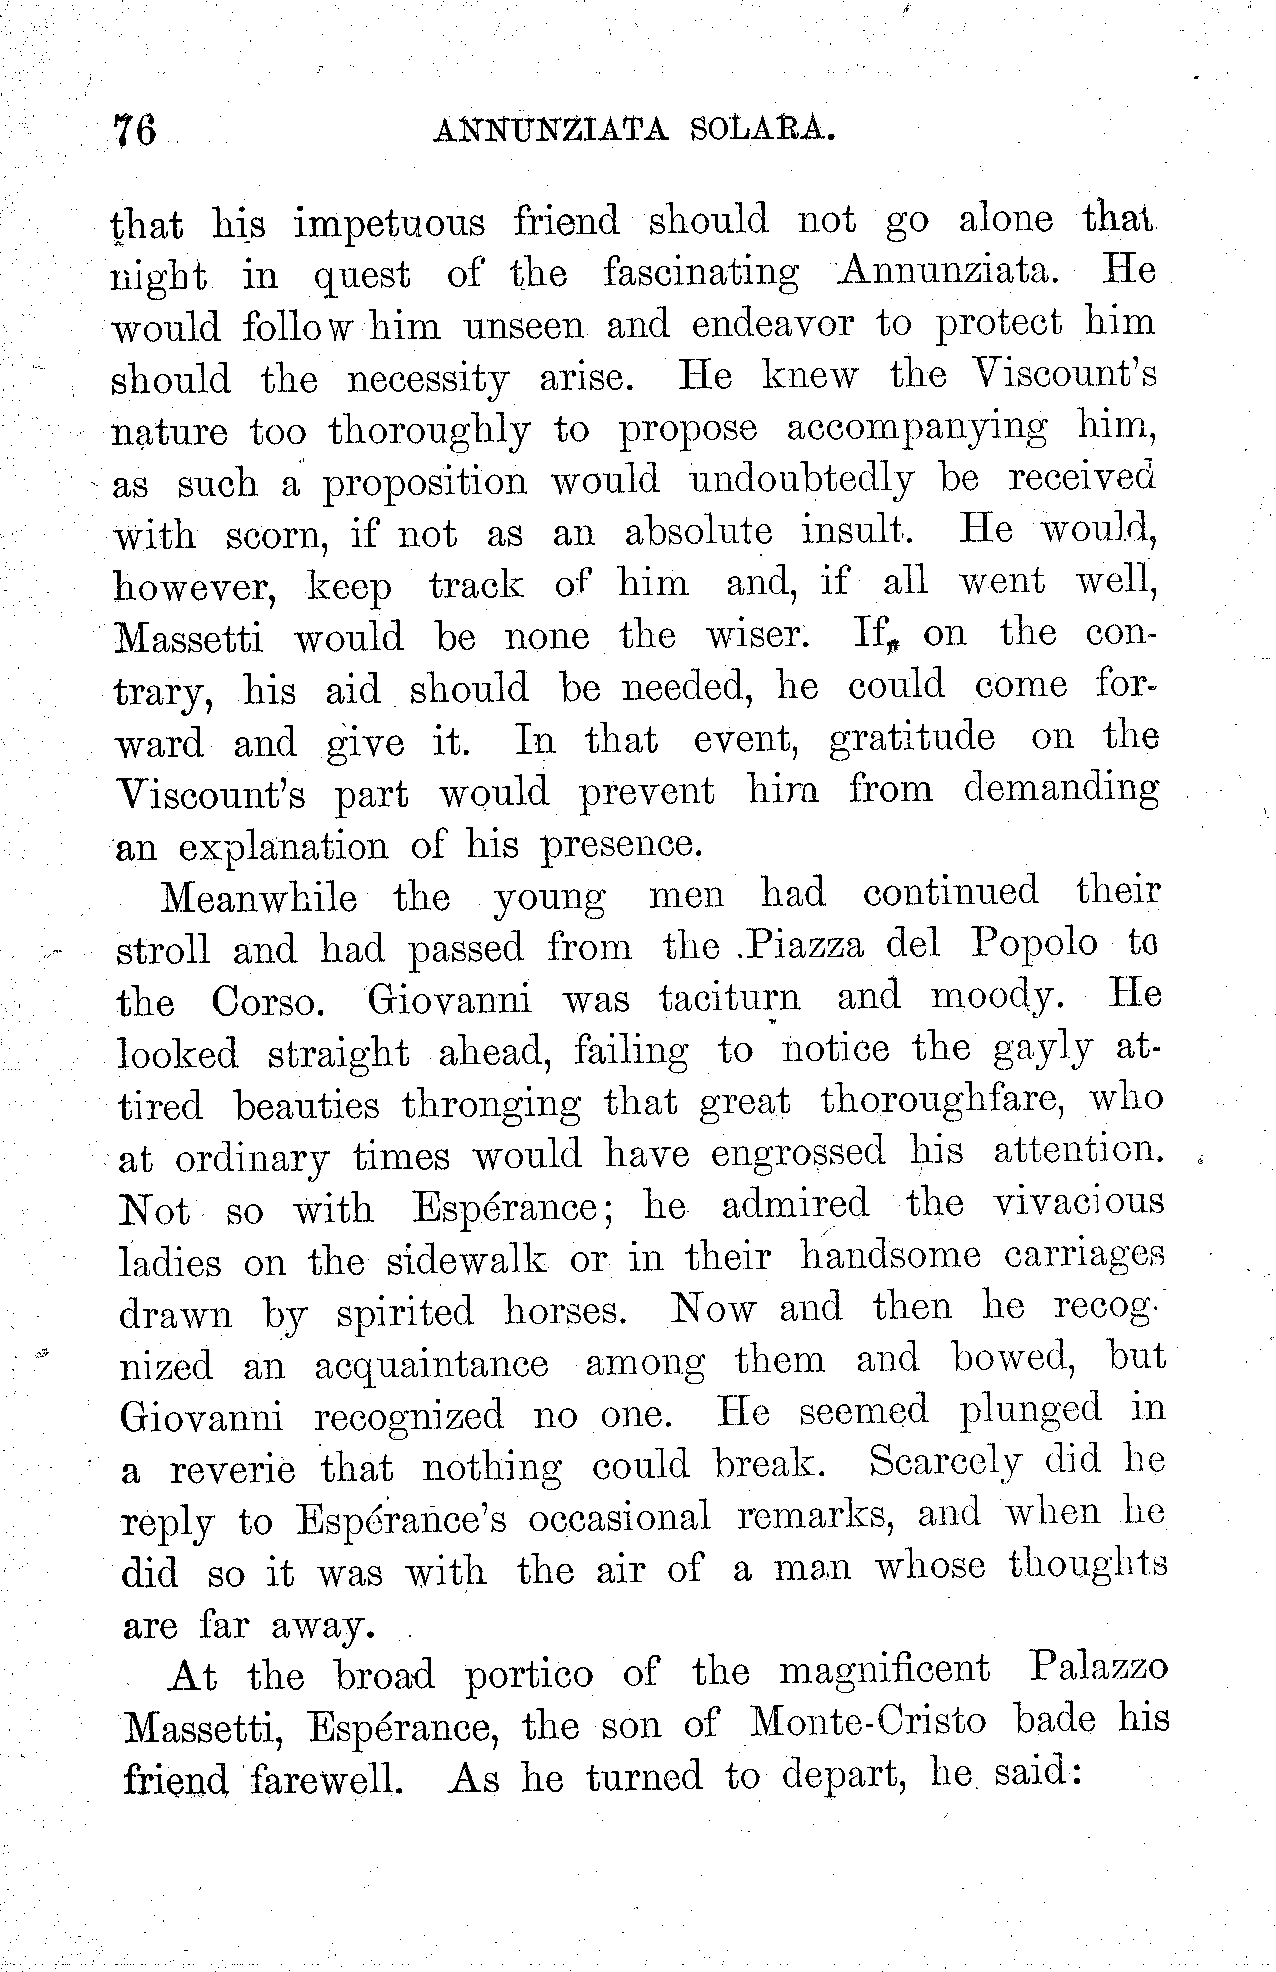 76 ANNUNZIATA SOLARA.
that his impetuous friend should not go alone that
night in quest of the fascinating Annunziata. He
would follow him unseen and endeavor to protect him
should the necessity arise. He knew the Viscount's
nature too thoroughly to propose accompanying him,
as such a proposition would undoubtedly be received
with scorn, if not as an absolute insult. He would,
however, keep track of him and, if all went well,
Massetti would be none the wiser. If, on the con-
trary, his aid should be needed, he could come for-
ward and give it. In that event, gratitude on the
Viscount's part would prevent him from demanding
an explanation of his presence.
Meanwhile the young men had continued their
stroll and had passed from the Piazza del Popolo to
the Corso. Giovanni was taciturn and moody. He
looked straight ahead, failing to notice the gayly at-
tired beauties thronging that great thoroughfare, who
at ordinary times would have engrossed his attention.
Not so with Espérance; he admired the vivacious
ladies on the sidewalk or in their handsome carriages
drawn by spirited horses. Now and then he recog-
nized an acquaintance among them and bowed, but
Giovanni recognized no one. He seemed plunged in
a reverie that nothing could break. Scarcely did he
reply to Espérance's occasional remarks, and when he
did so it was with the air of a man whose thoughts
are far away.
At the broad portico of the magnificent Palazzo
Massetti, Espérance, the son of Monte-Cristo bade his
friend farewell. As he turned to depart, he said: